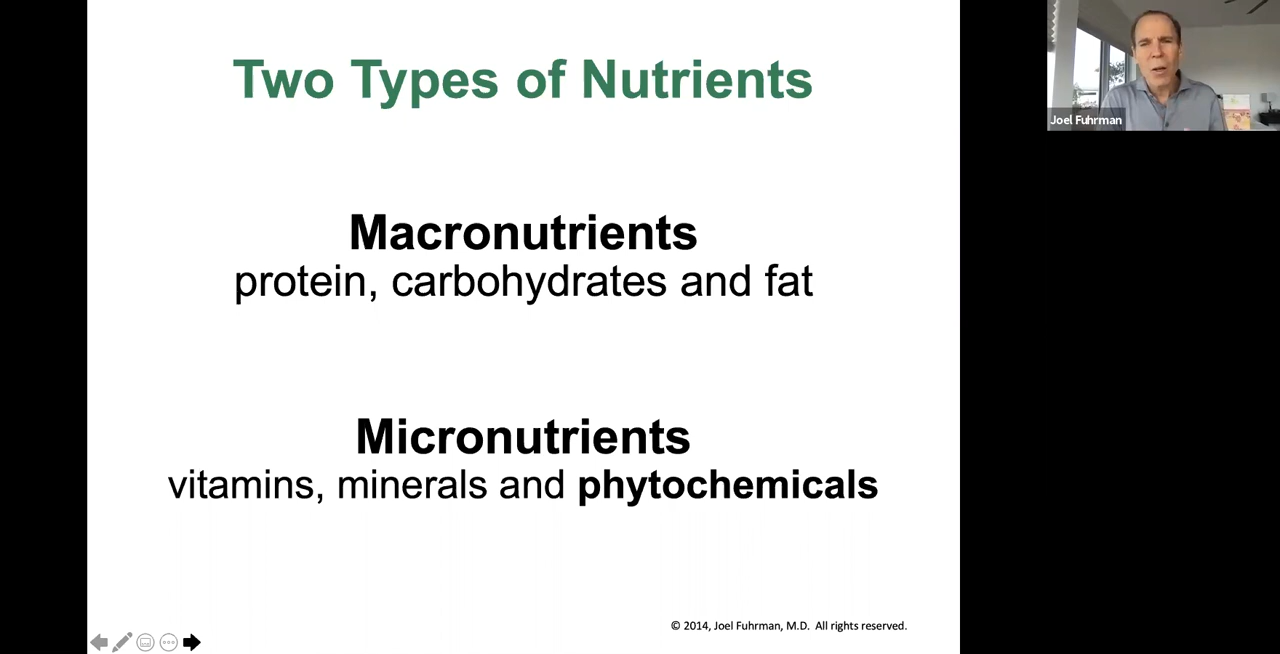 Two Types of Nutrients
Macronutrients
protein, carbohydrates and fat
Micronutrients
vitamins, minerals and phytochemicals
© 2014, Joel Fuhrman, M.D. All rights reserved.
Joel Fuhrman